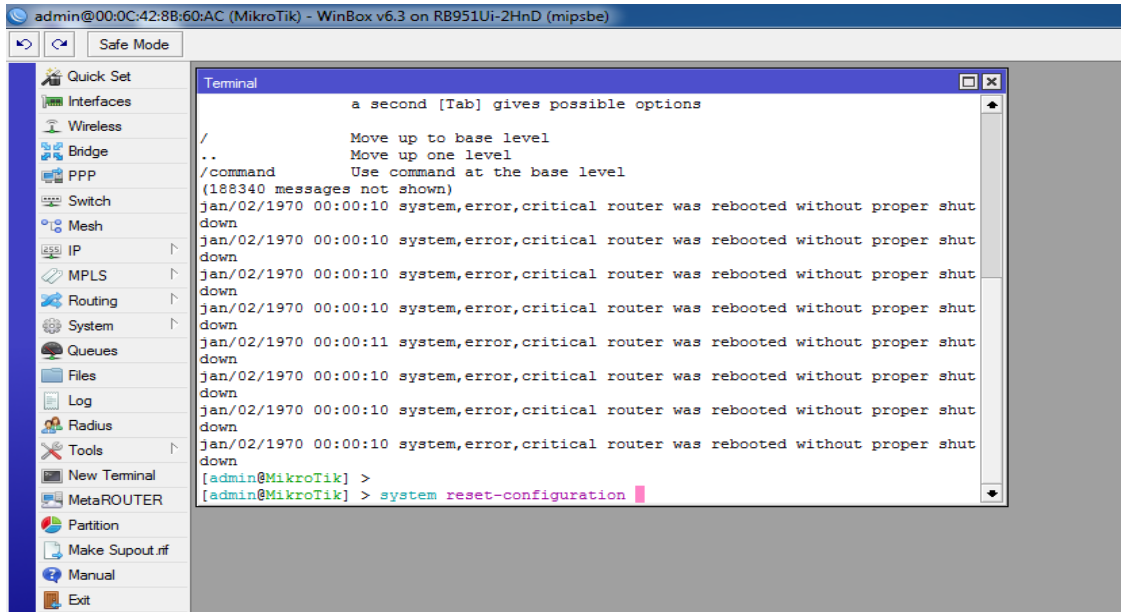 admin@00:0C:42:8B:60:AC (MikroTik) - WinBox v6.3 on RB951Ui-2HnD (mipsbe)
Safe Mode
Quick Set
Interfaces
Wireless
Bridge
PPP
Switch
Mesh
IP
MPLS
Routing
System
Queues
Files
Log
Radius
Tools
New Terminal
MetaROUTER
Partition
Make Supout.rif
Manual
Exit
Terminal
a second [Tab] gives possible options
/ Move up to base level
.. Move up one level
/command Use command at the base level
(188340 messages not shown)
jan/02/1970 00:00:10 system,error,critical router was rebooted without proper shut
down
jan/02/1970 00:00:10 system,error,critical router was rebooted without proper shut
down
jan/02/1970 00:00:10 system,error,critical router was rebooted without proper shut
down
jan/02/1970 00:00:10 system,error,critical router was rebooted without proper shut
down
jan/02/1970 00:00:11 system,error,critical router was rebooted without proper shut
down
jan/02/1970 00:00:10 system,error,critical router was rebooted without proper shut
down
jan/02/1970 00:00:10 system,error,critical router was rebooted without proper shut
down
jan/02/1970 00:00:10 system,error,critical router was rebooted without proper shut
down
[admin@MikroTik] >
[admin@MikroTik] > system reset-configuration